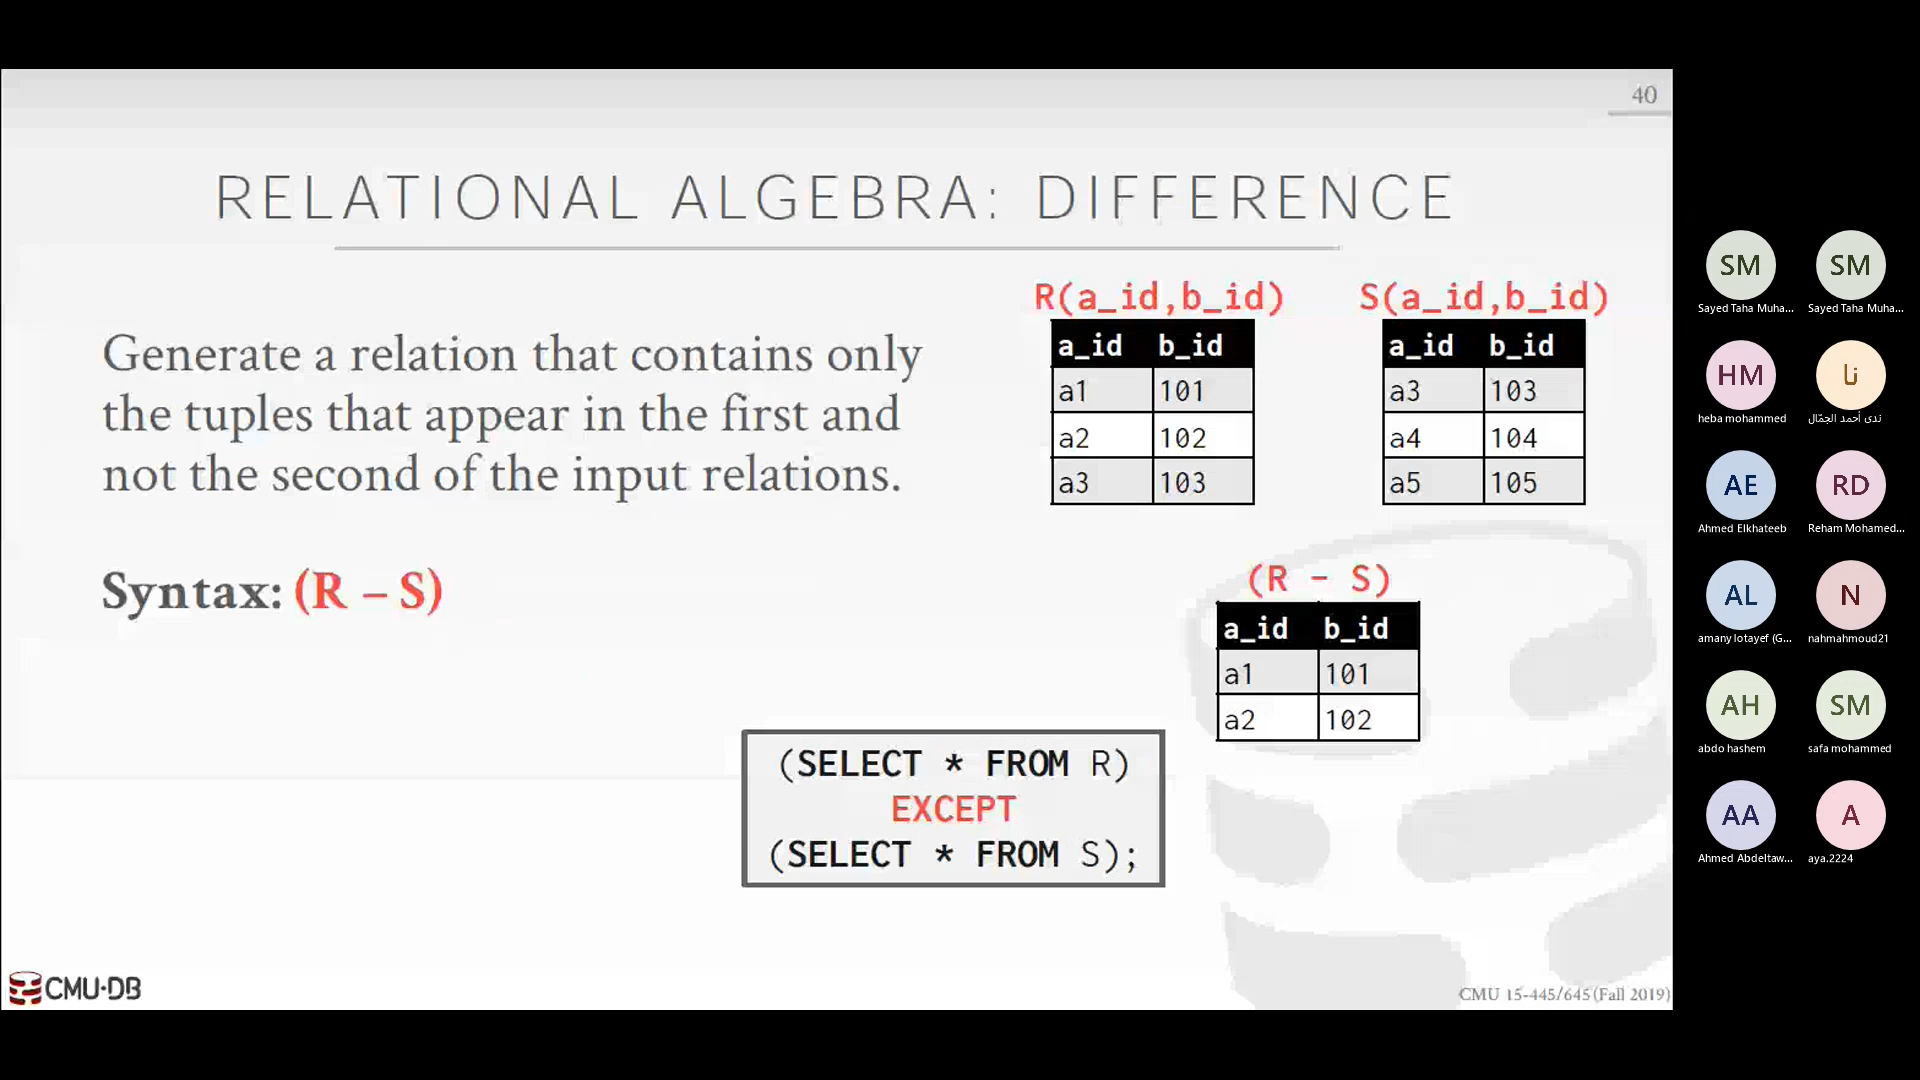 40
RELATIONAL ALGEBRA: DIFFERENCE
Generate a relation that contains only
the tuples that appear in the first and
not the second of the input relations.
Syntax: (R – S)
R(a_id,b_id)
a_id b_id
a1 101
a2 102
a3 103
S(a_id,b_id)
a_id b_id
a3 103
a4 104
a5 105
(R – S)
a_id b_id
a1 101
a2 102
(SELECT * FROM R)
EXCEPT
(SELECT * FROM S);
CMU·DB
CMU 15-445/645 (Fall 2019)
SM SM
Sayed Taha Muha... Sayed Taha Muha...
HM نا
heba mohammed ندى أحمد الجمّال
AE RD
Ahmed Elkhateeb Reham Mohamed...
AL N
amany lotayef (G... nahmahmoud21
AH SM
abdo hashem safa mohammed
AA A
Ahmed Abdeltaw... aya.2224